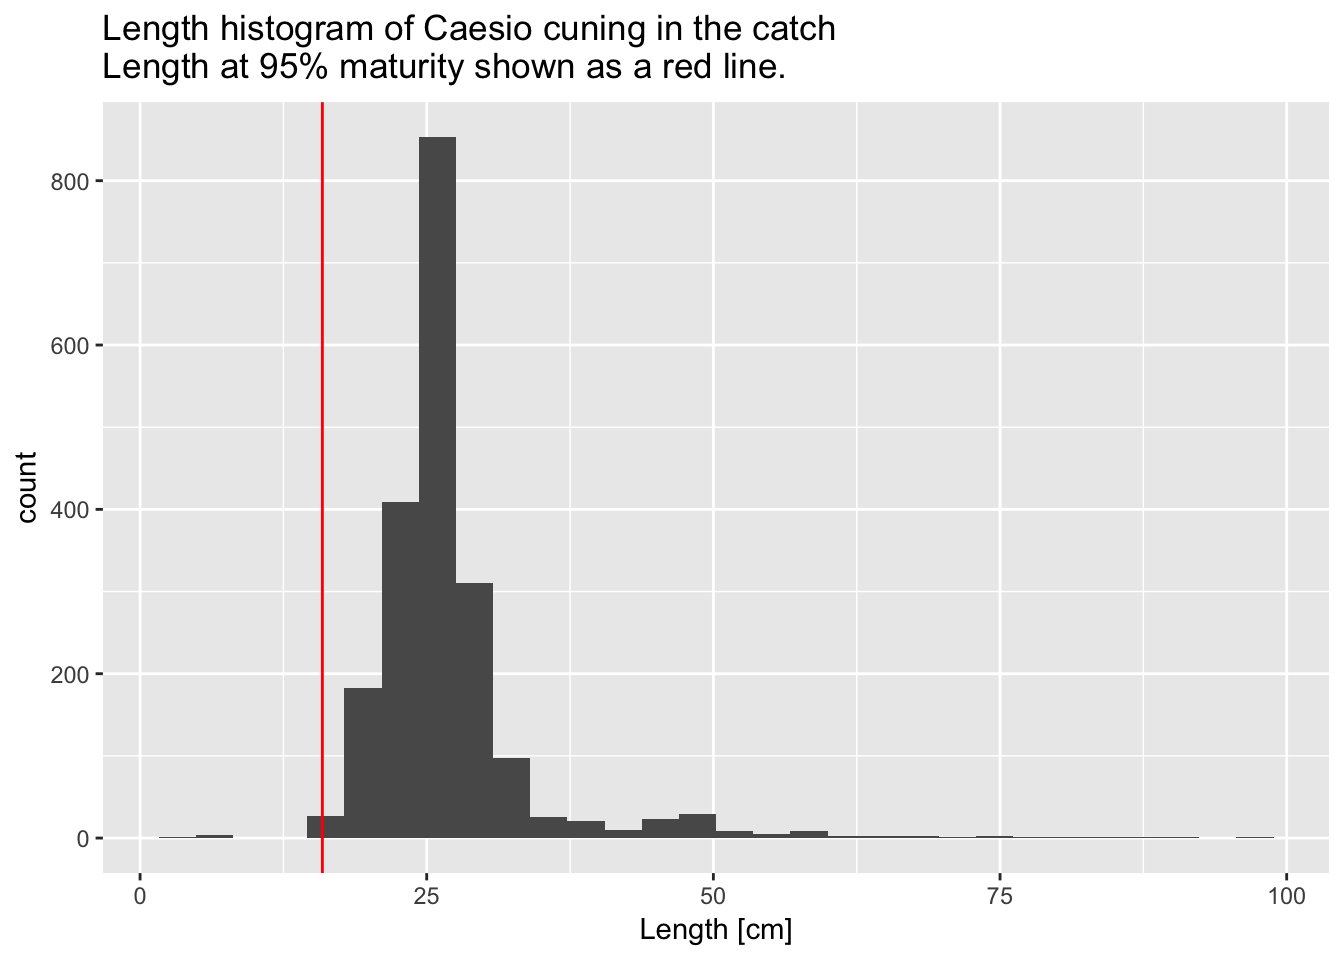 Length histogram of Caesio cuning in the catch
Length at 95% maturity shown as a red line.
800
600
400
200
0
count
0 25 50 75 100
Length [cm]